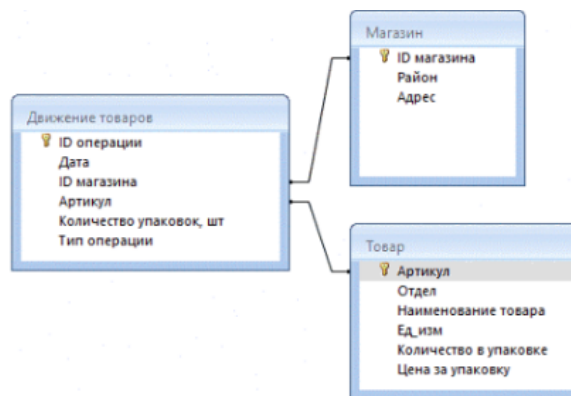 Магазин
ID магазина
Район
Адрес
Движение товаров
ID операции
Дата
ID магазина
Артикул
Количество упаковок, шт
Тип операции
Товар
Артикул
Отдел
Наименование товара
Ед_изм
Количество в упаковке
Цена за упаковку